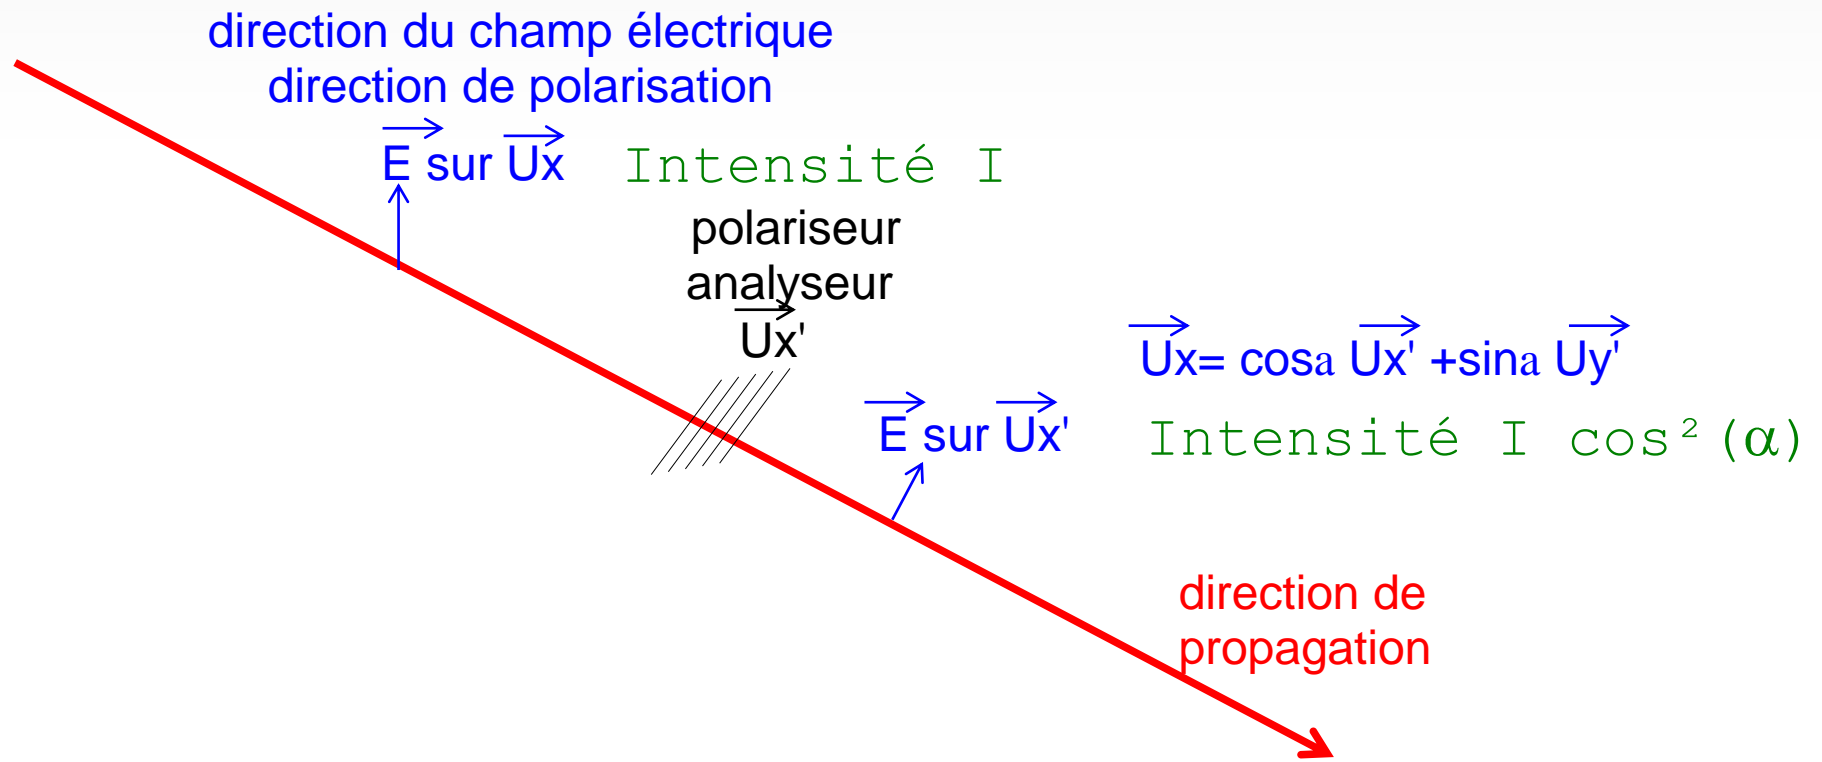 direction du champ électrique
direction de polarisation
E sur Ux
Intensité I
polariseur
analyseur
Ux'
Ux= cosa Ux' +sina Uy'
E sur Ux'
Intensité I cos²(α)
direction de
propagation